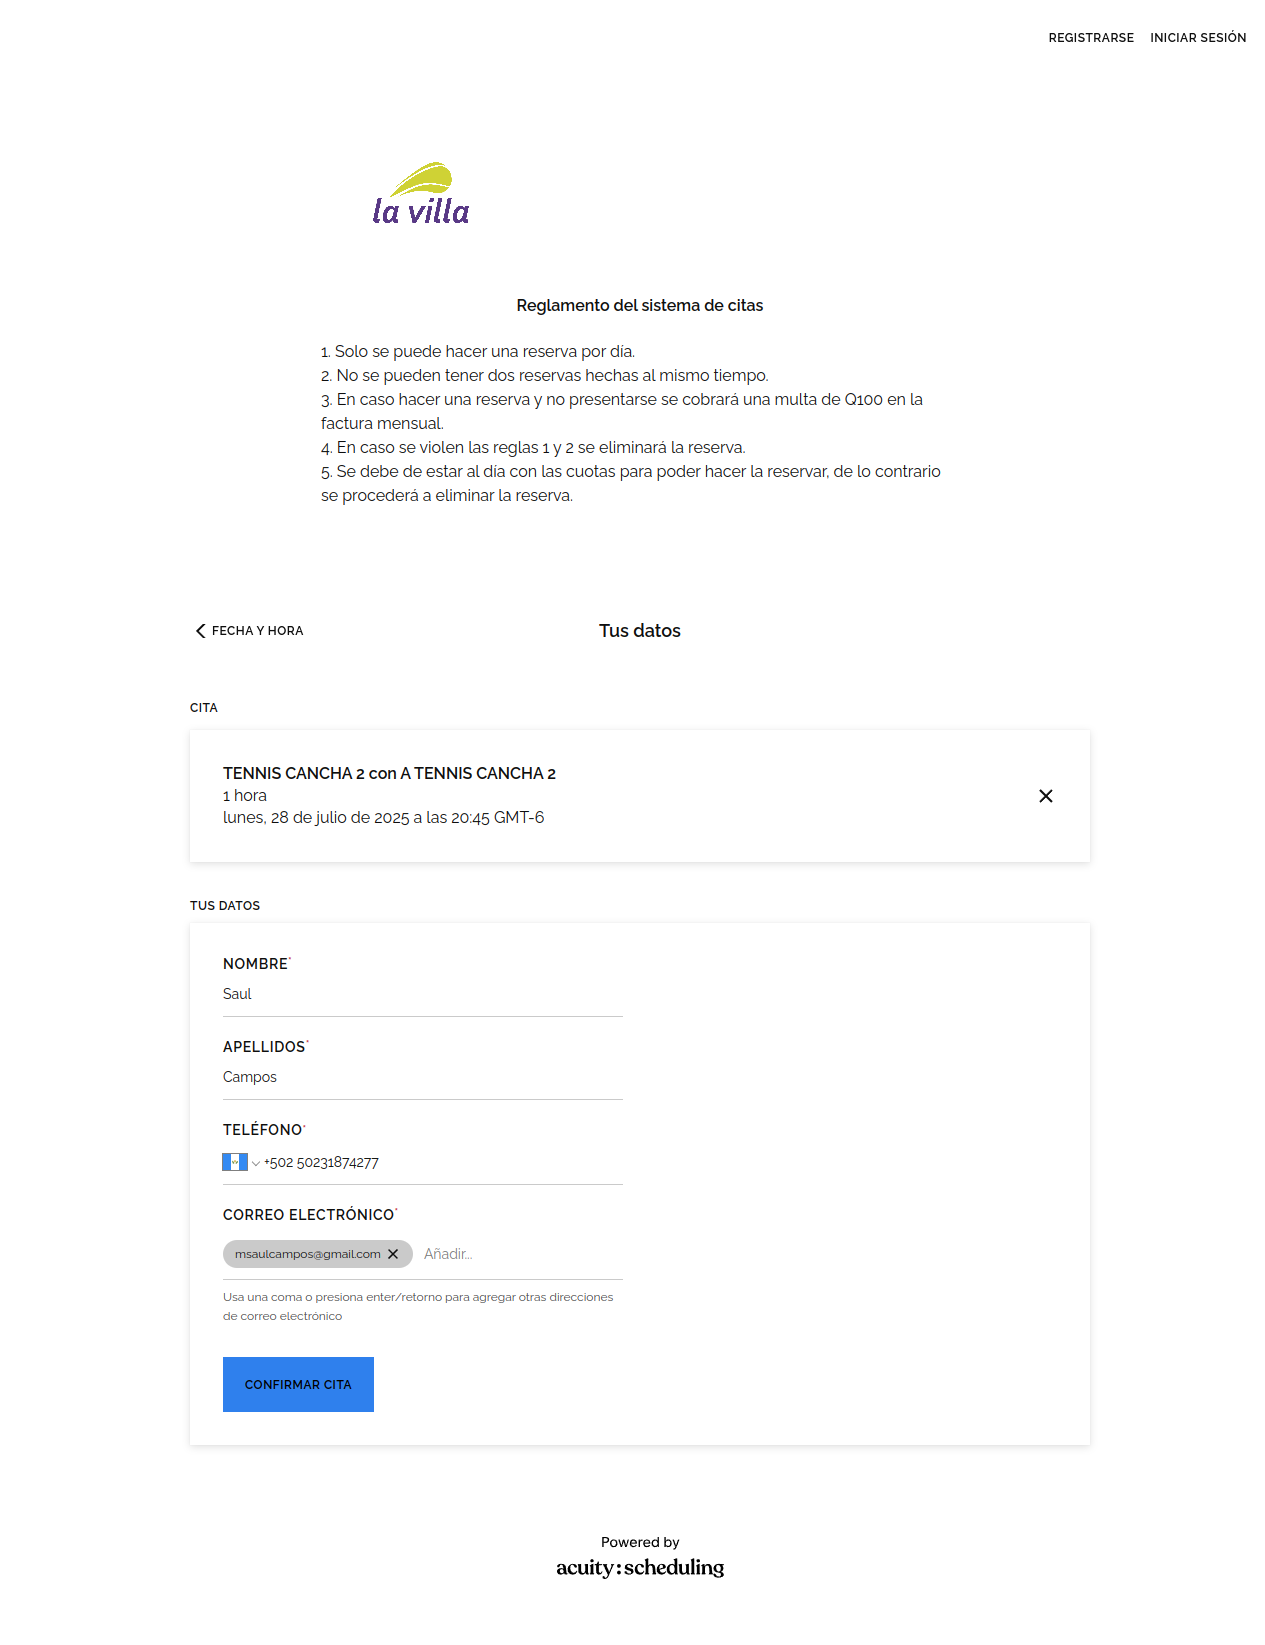 REGISTRARSE INICIAR SESIÓN
la villa
Reglamento del sistema de citas
1. Solo se puede hacer una reserva por día.
2. No se pueden tener dos reservas hechas al mismo tiempo.
3. En caso hacer una reserva y no presentarse se cobrará una multa de Q100 en la
factura mensual.
4. En caso se violen las reglas 1 y 2 se eliminará la reserva.
5. Se debe de estar al día con las cuotas para poder hacer la reservar, de lo contrario
se procederá a eliminar la reserva.
FECHA Y HORA
Tus datos
CITA
TENNIS CANCHA 2 con A TENNIS CANCHA 2
1 hora
lunes, 28 de julio de 2025 a las 20:45 GMT-6
TUS DATOS
NOMBRE*
Saul
APELLIDOS*
Campos
TELÉFONO*
+502 50231874277
CORREO ELECTRÓNICO*
msaulcampos@gmail.com Añadir...
Usa una coma o presiona enter/retorno para agregar otras direcciones
de correo electrónico
CONFIRMAR CITA
Powered by
acuity:scheduling